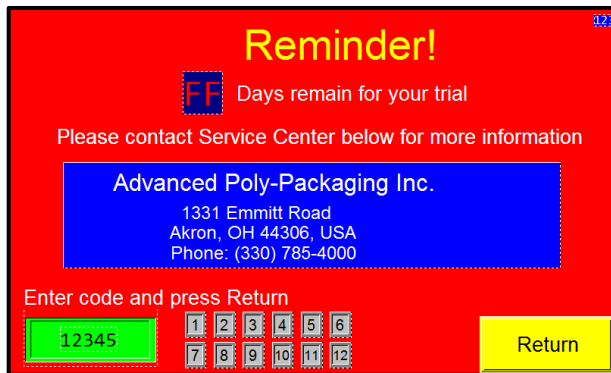 123
Reminder!
FF Days remain for your trial
Please contact Service Center below for more information
Advanced Poly-Packaging Inc.
1331 Emmitt Road
Akron, OH 44306, USA
Phone: (330) 785-4000
Enter code and press Return
12345
1 2 3 4 5 6
7 8 9 10 11 12
Return